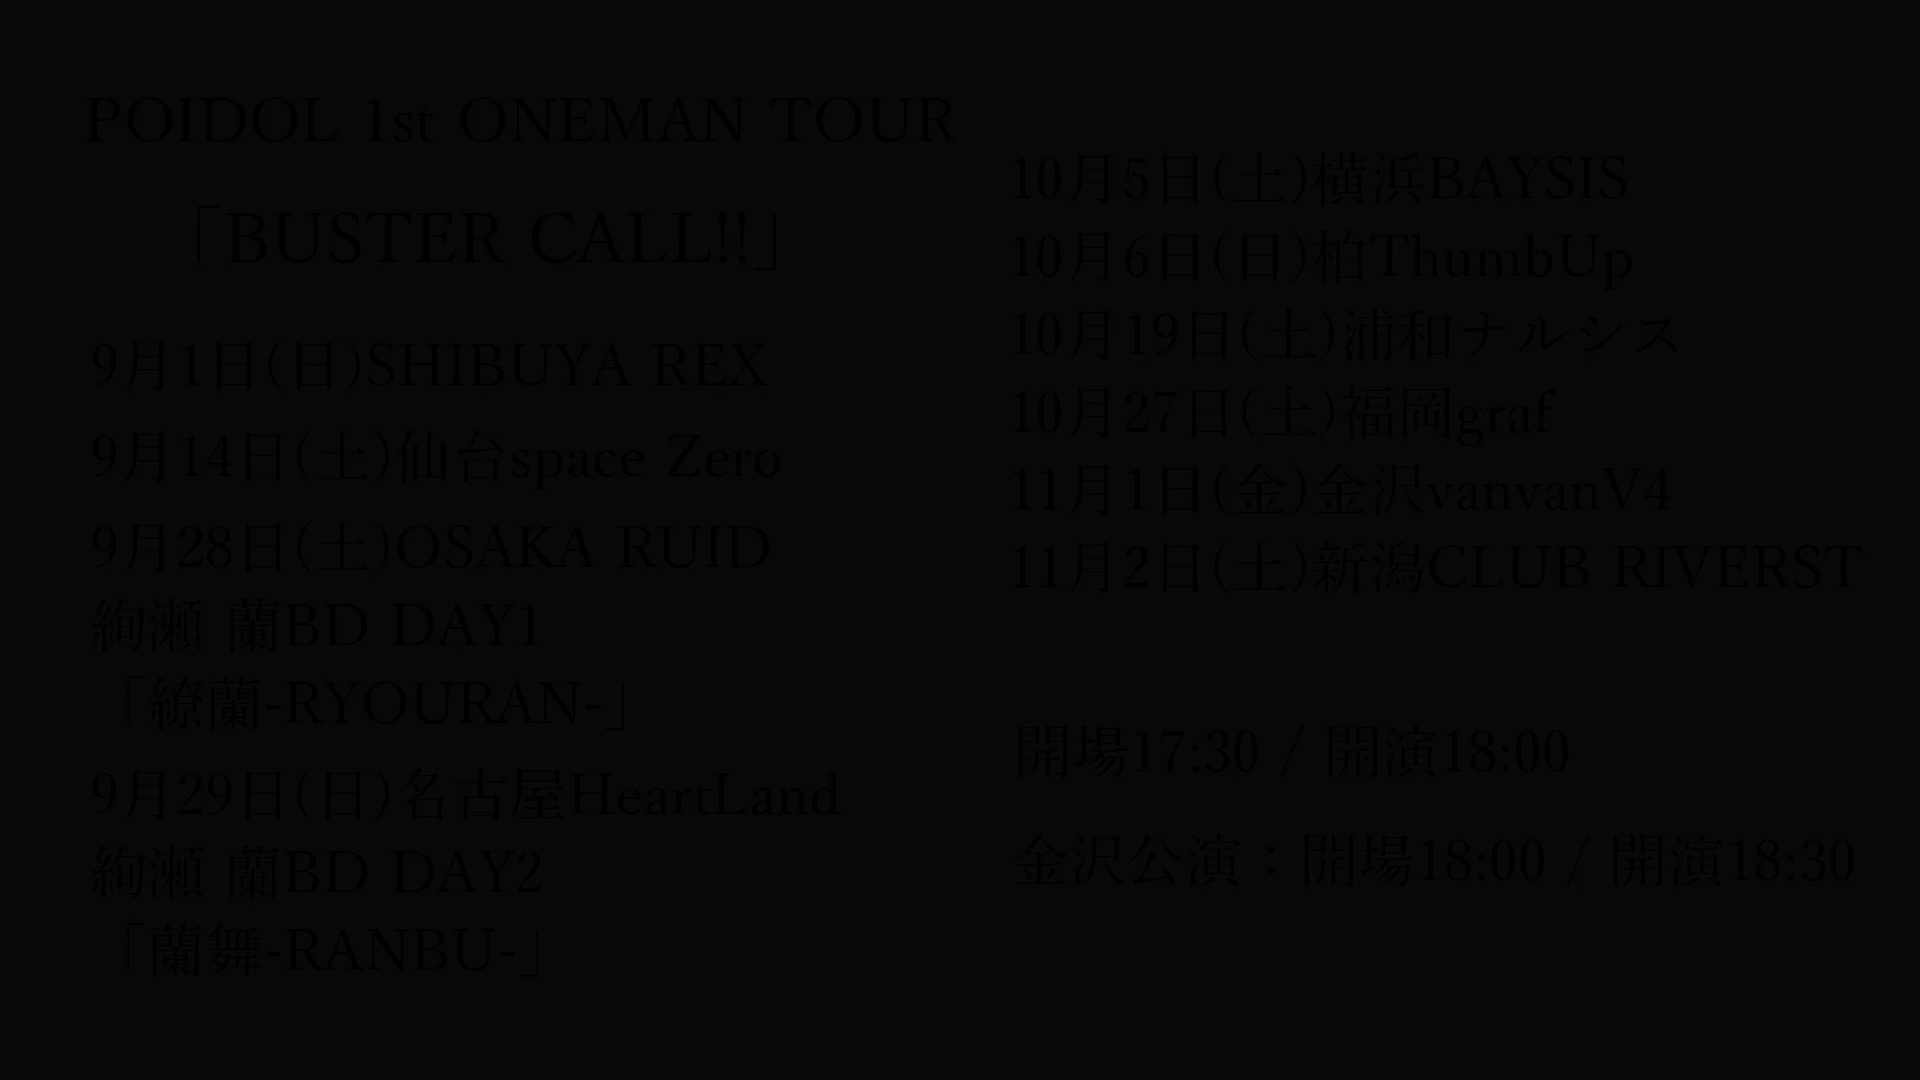 POIDOL 1st ONEMAN TOUR
「BUSTER CALL!!」
9月1日(日)SHIBUYA REX
9月14日(土)仙台space Zero
9月28日(土)OSAKA RUID
絢瀬 蘭BD DAY1
「繚蘭-RYOURAN-」
9月29日(日)名古屋HeartLand
絢瀬 蘭BD DAY2
「蘭舞-RANBU-」
10月5日(土)横浜BAYSIS
10月6日(日)柏ThumbUp
10月19日(土)浦和ナルシス
10月27日(土)福岡graf
11月1日(金)金沢vanvanV4
11月2日(土)新潟CLUB RIVERST
開場17:30 / 開演18:00
金沢公演：開場18:00 / 開演18:30